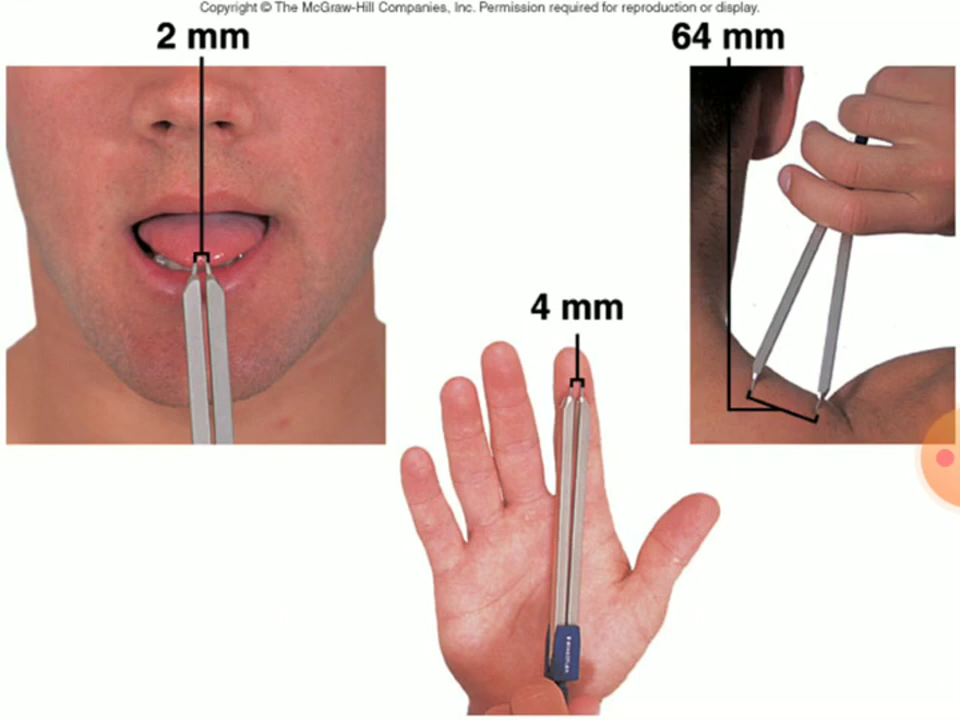 Copyright © The McGraw-Hill Companies, Inc. Permission required for reproduction or display.
2 mm
64 mm
4 mm